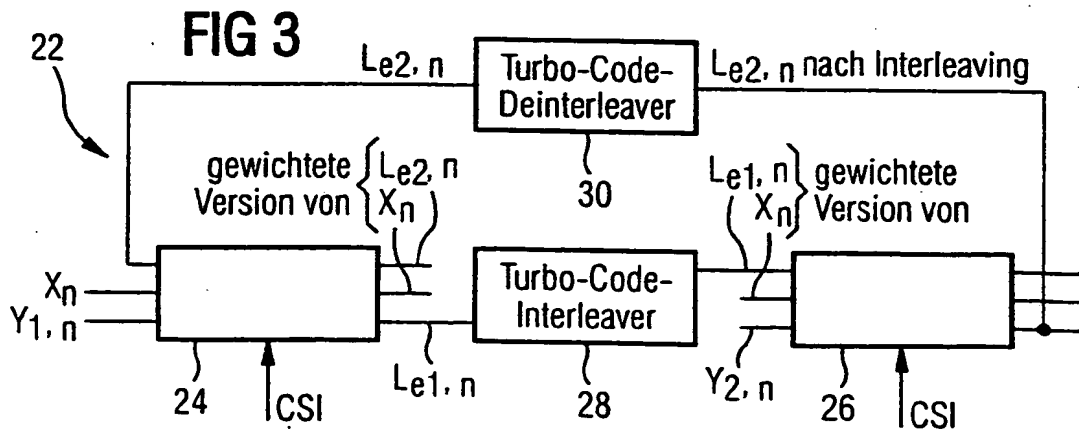 FIG 3
22
Le2, n
Turbo-Code-
Deinterleaver
Le2, n nach Interleaving
30
gewichtete
Version von
Le2, n
Xn
Le1, n
Xn
gewichtete
Version von
Xn
Y1, n
Turbo-Code-
Interleaver
24
CSI
Le1, n
28
Y2, n
26
CSI